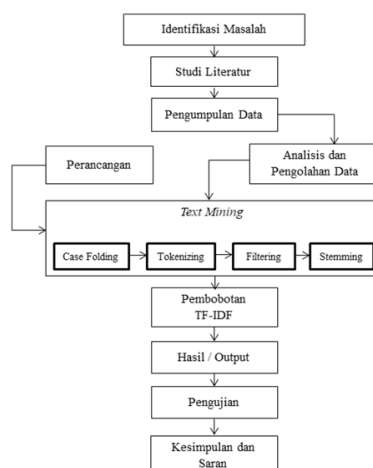 Identifikasi Masalah
Studi Literatur
Pengumpulan Data
Perancangan
Analisis dan
Pengolahan Data
Text Mining
Case Folding
Tokenizing
Filtering
Stemming
Pembobotan
TF-IDF
Hasil / Output
Pengujian
Kesimpulan dan
Saran